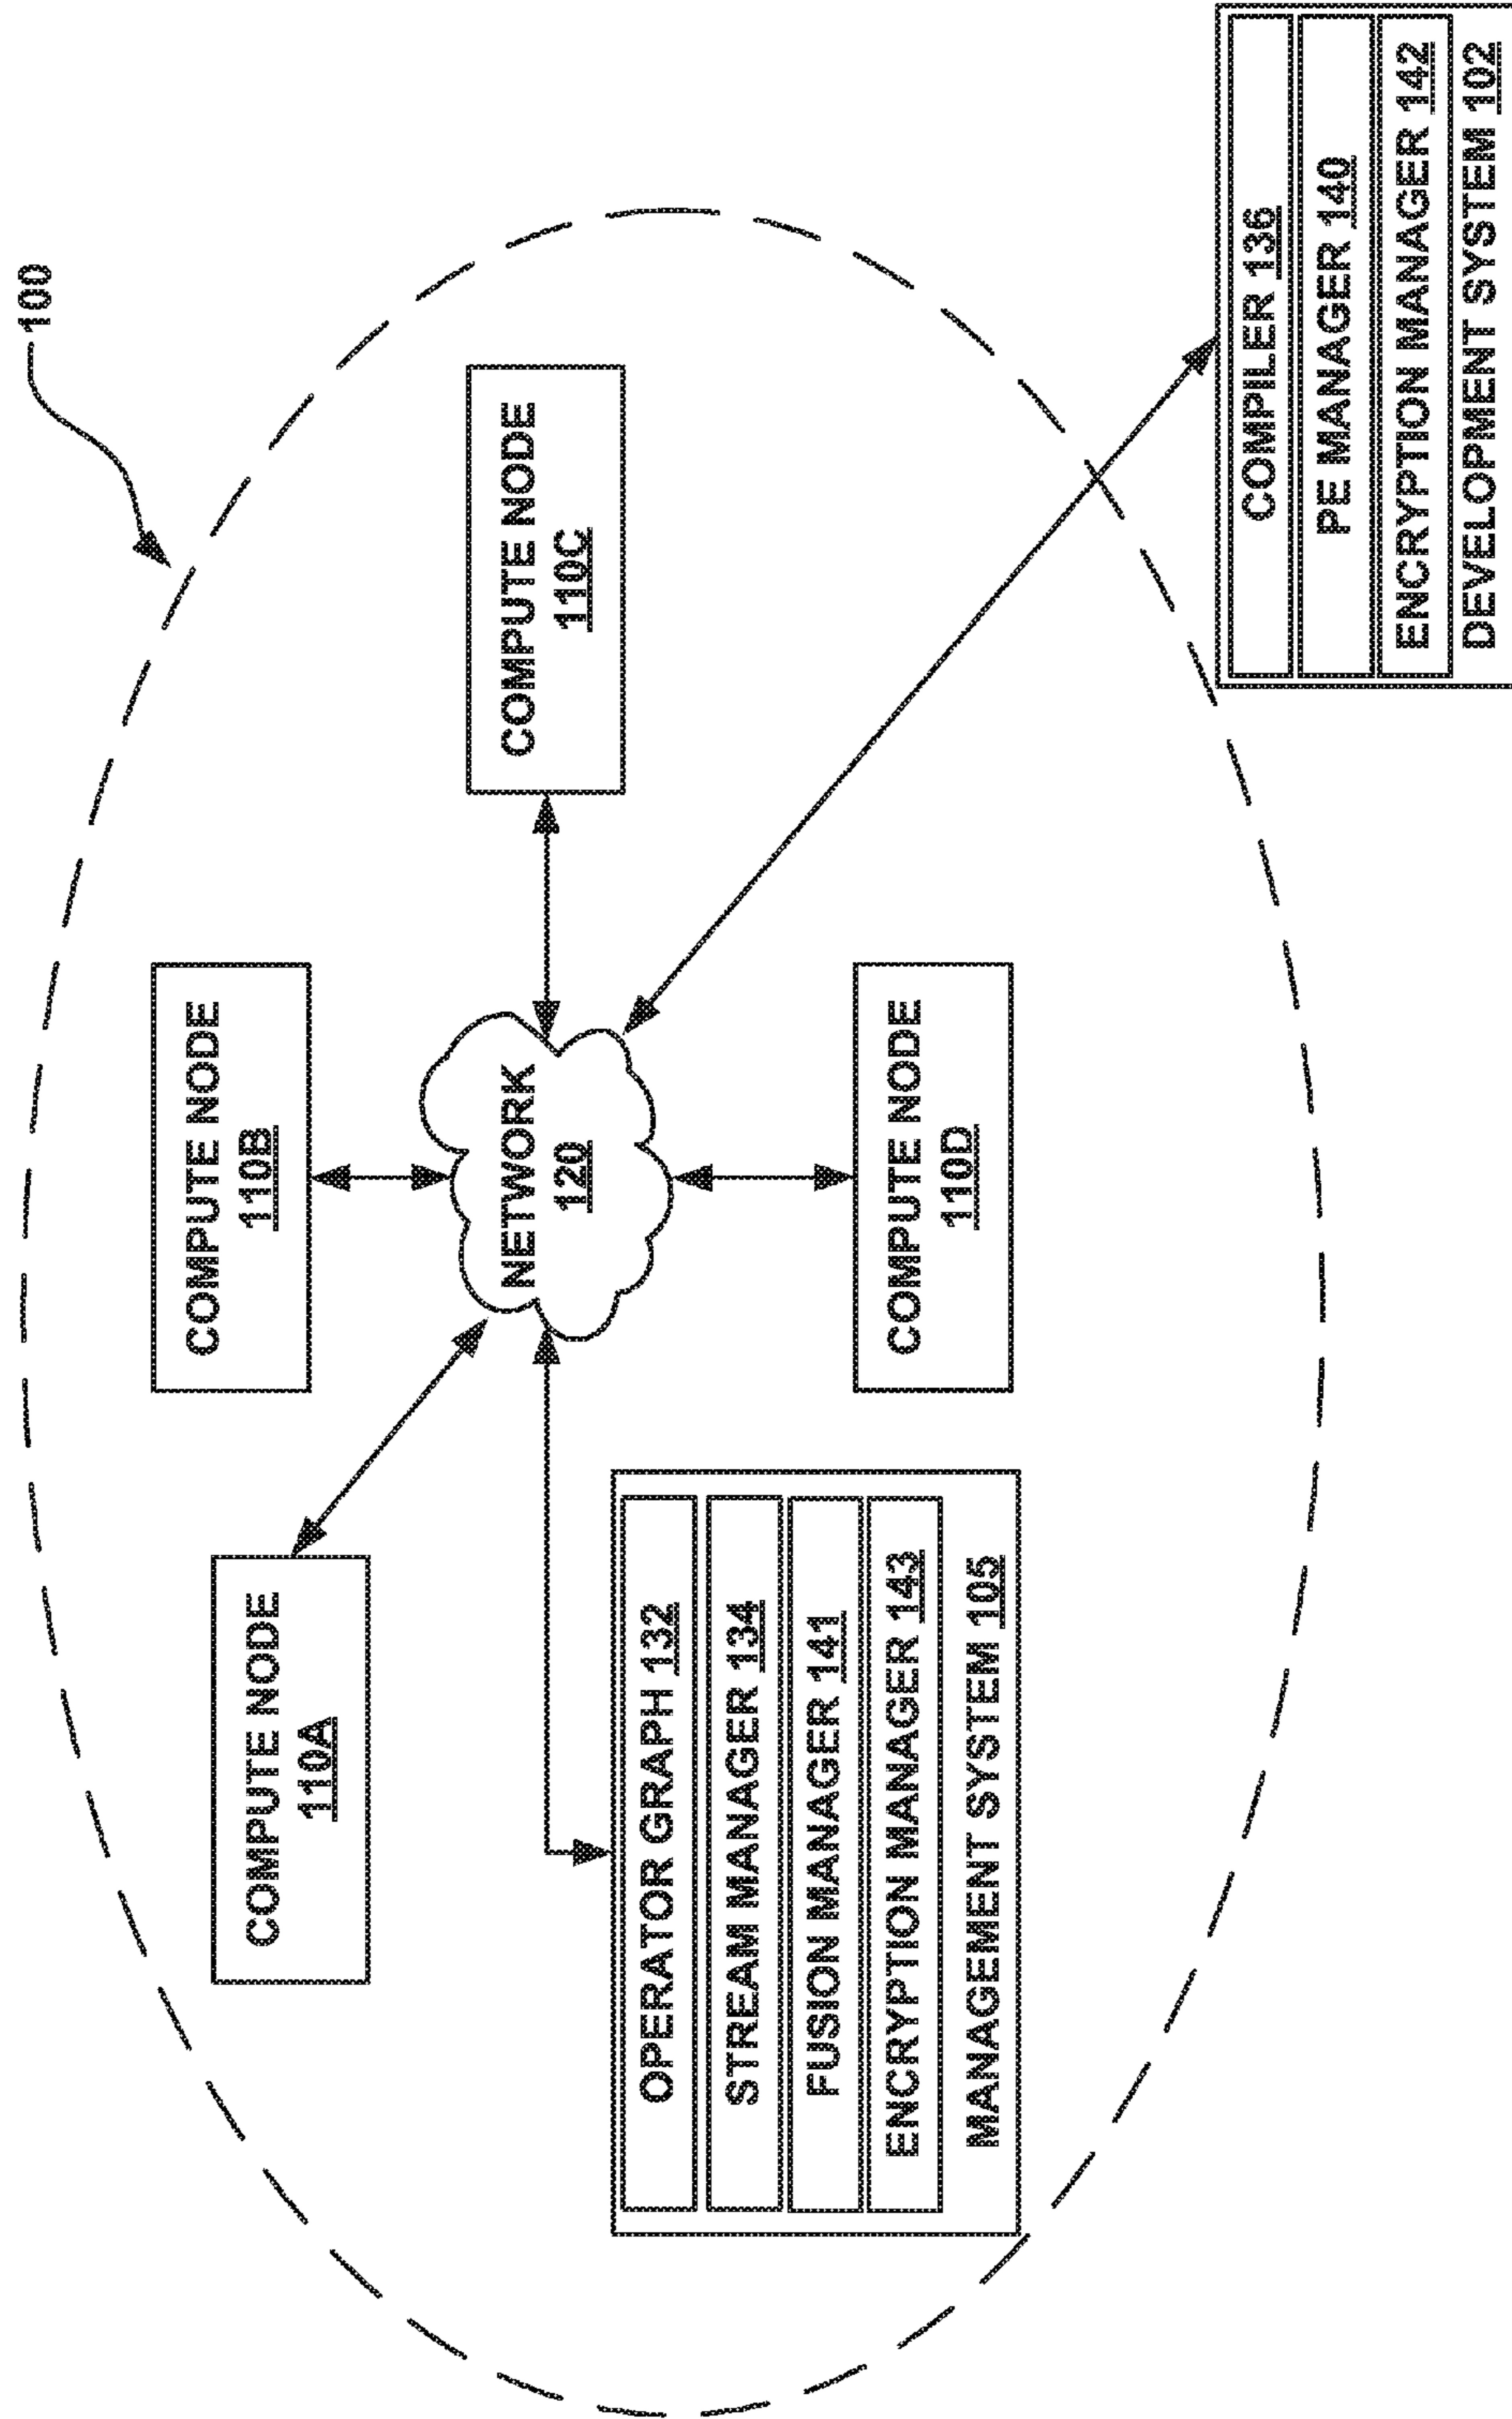 100
COMPUTE NODE
110B
COMPUTE NODE
110A
COMPUTE NODE
110C
NETWORK
120
OPERATOR GRAPH 132
STREAM MANAGER 134
FUSION MANAGER 141
ENCRYPTION MANAGER 143
MANAGEMENT SYSTEM 105
COMPUTE NODE
110D
COMPILER 136
PE MANAGER 140
ENCRYPTION MANAGER 142
DEVELOPMENT SYSTEM 102